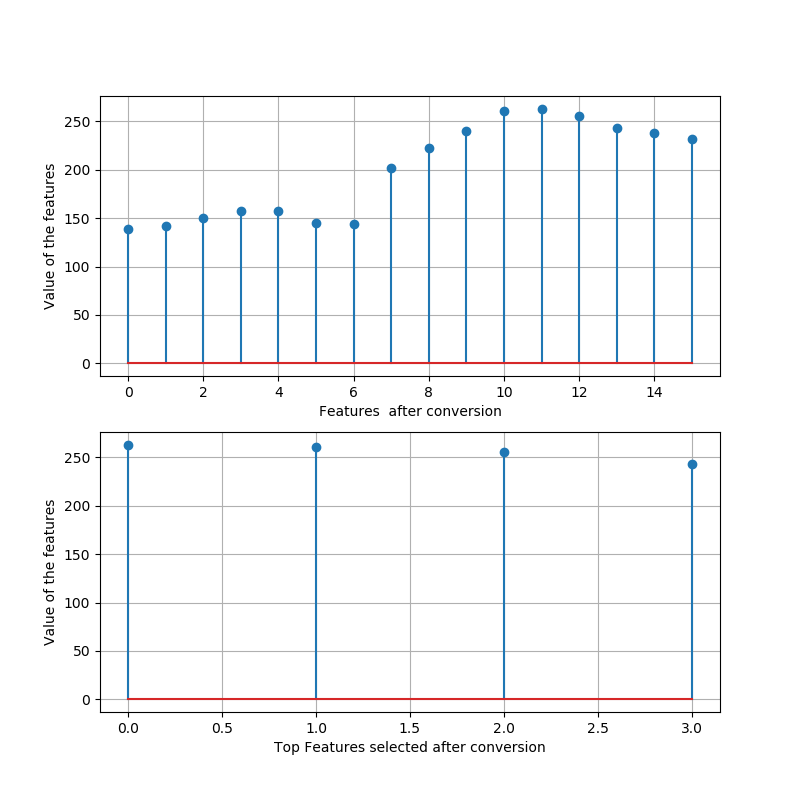 250
200
150
100
50
0
Value of the features
0 2 4 6 8 10 12 14
Features  after conversion
250
200
150
100
50
0
Value of the features
0.0 0.5 1.0 1.5 2.0 2.5 3.0
Top Features selected after conversion